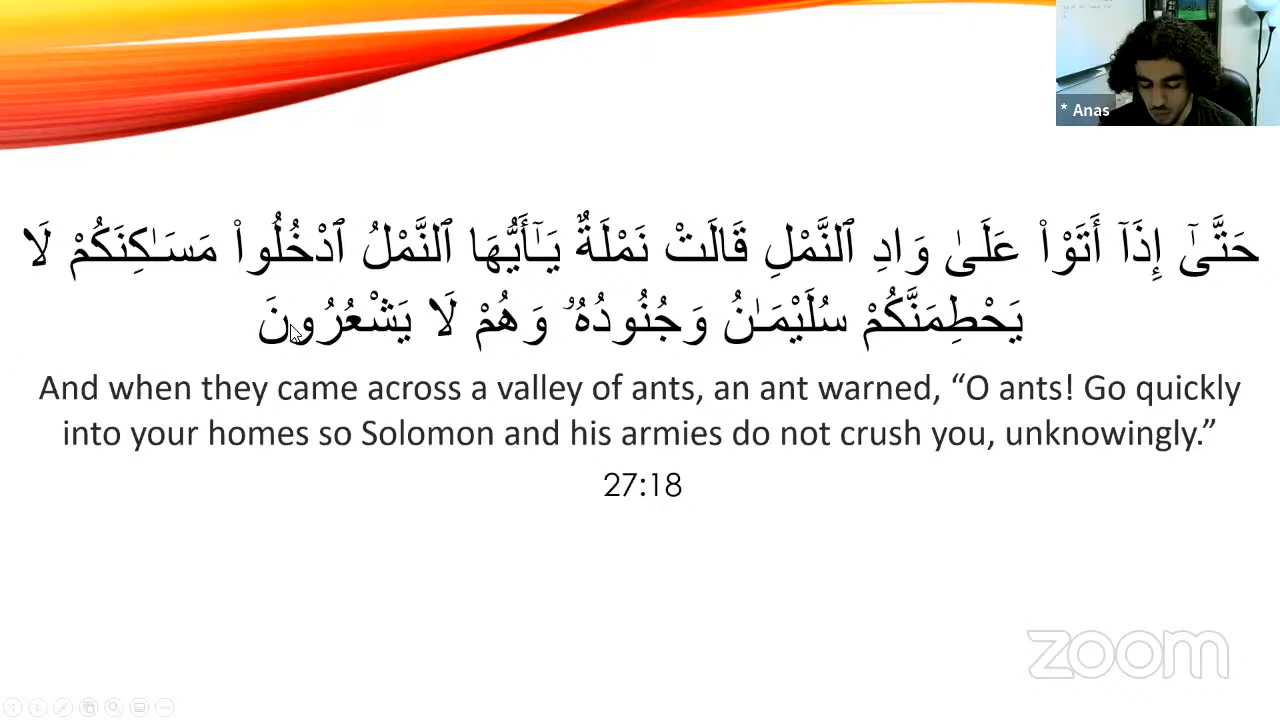 * Anas
حَتَّىٰٓ إِذَآ أَتَوْا۟ عَلَىٰ وَادِ ٱلنَّمْلِ قَالَتْ نَمْلَةٌ يَـٰٓأَيُّهَا ٱلنَّمْلُ ٱدْخُلُوا۟ مَسَـٰكِنَكُمْ لَا
يَحْطِمَنَّكُمْ سُلَيْمَـٰنُ وَجُنُودُهُۥ وَهُمْ لَا يَشْعُرُونَ
And when they came across a valley of ants, an ant warned, “O ants! Go quickly
into your homes so Solomon and his armies do not crush you, unknowingly.”
27:18
zoom